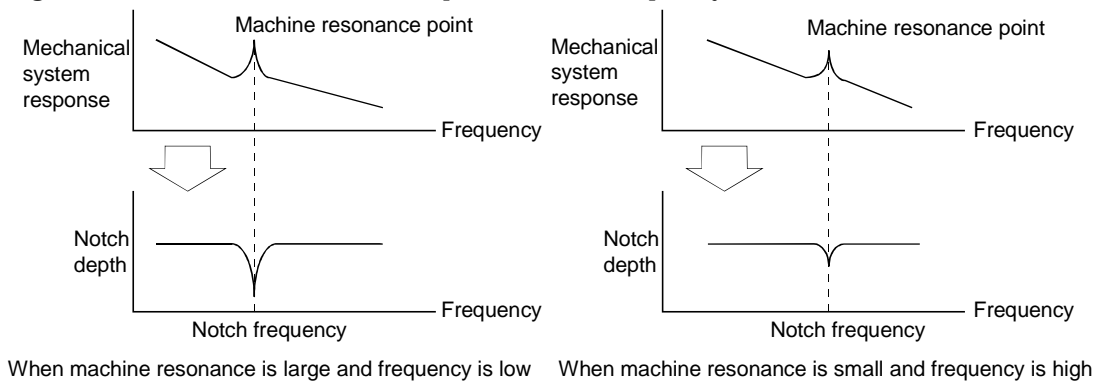 Machine resonance point
Mechanical
system
response
Frequency
Notch
depth
Frequency
Notch frequency
When machine resonance is large and frequency is low
Machine resonance point
Mechanical
system
response
Frequency
Notch
depth
Frequency
Notch frequency
When machine resonance is small and frequency is high